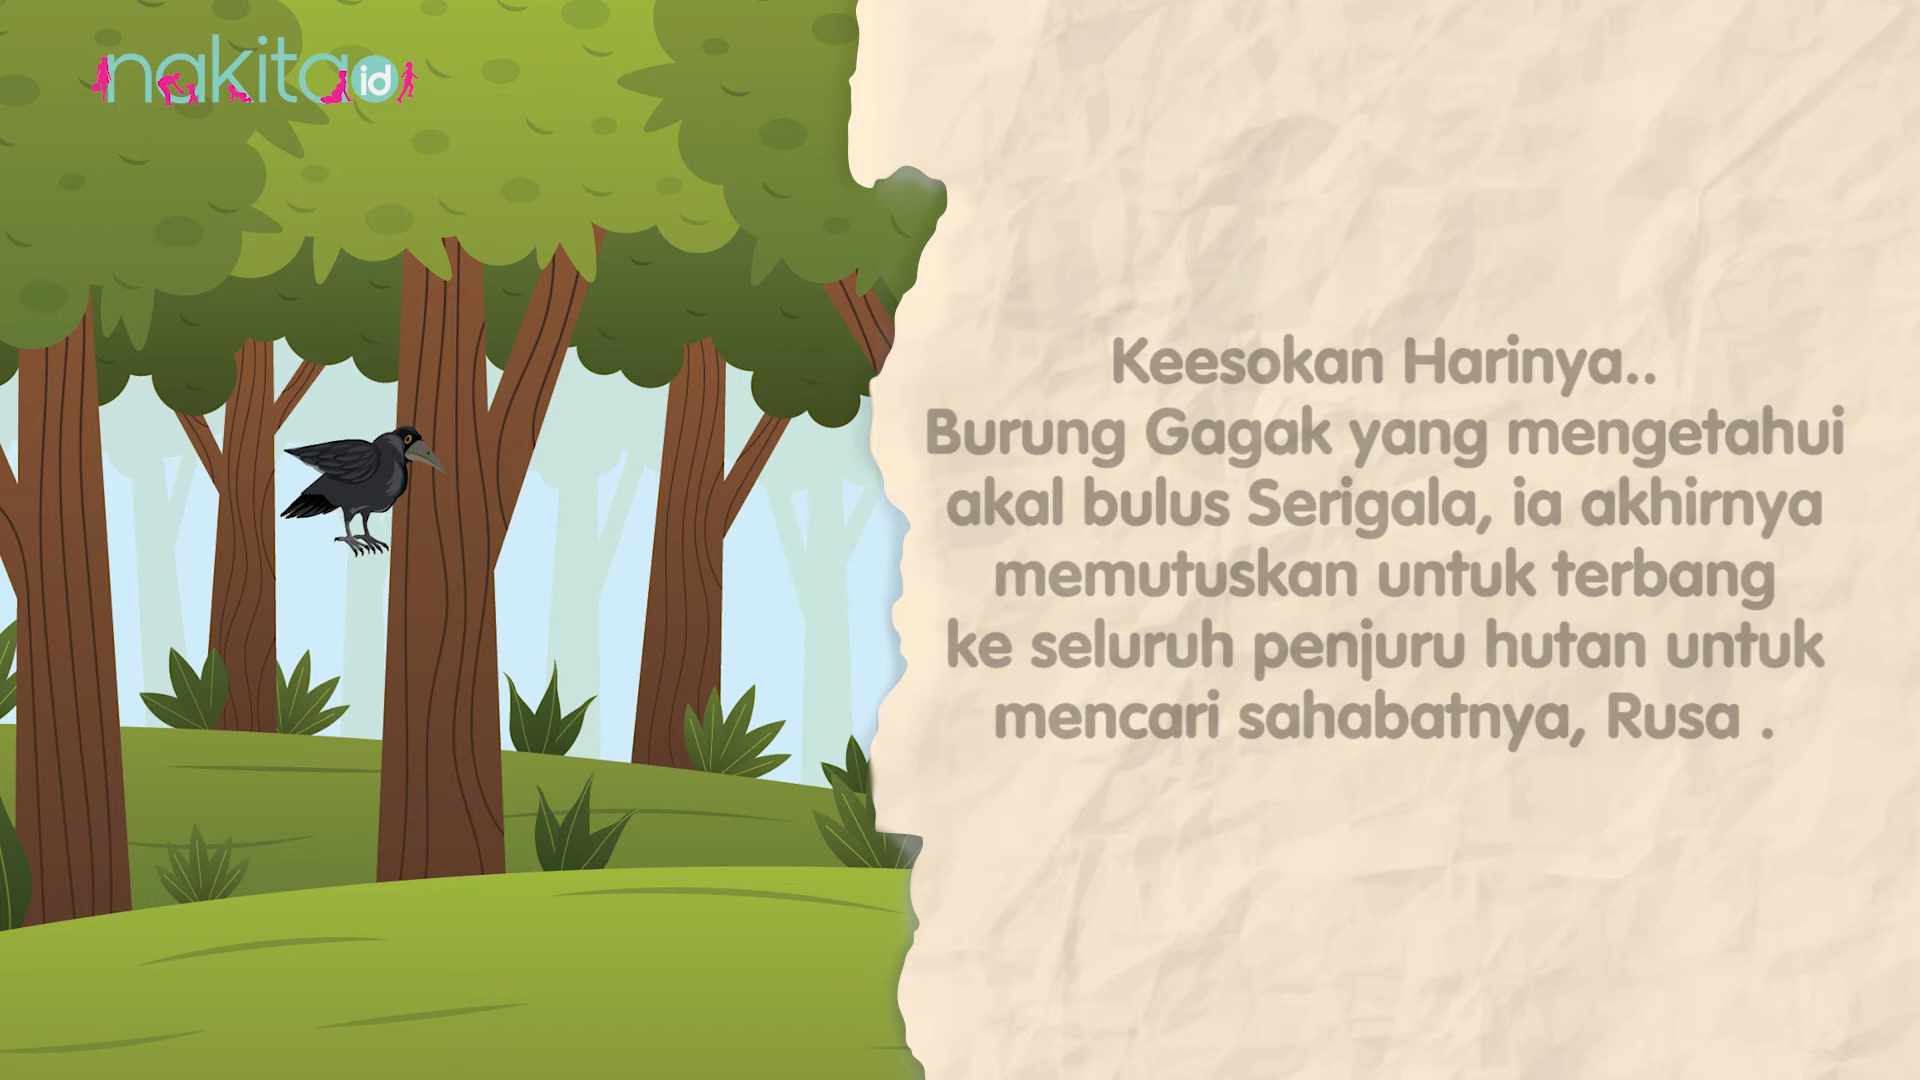 nakita id
Keesokan Harinya..
Burung Gagak yang mengetahui
akal bulus Serigala, ia akhirnya
memutuskan untuk terbang
ke seluruh penjuru hutan untuk
mencari sahabatnya, Rusa .